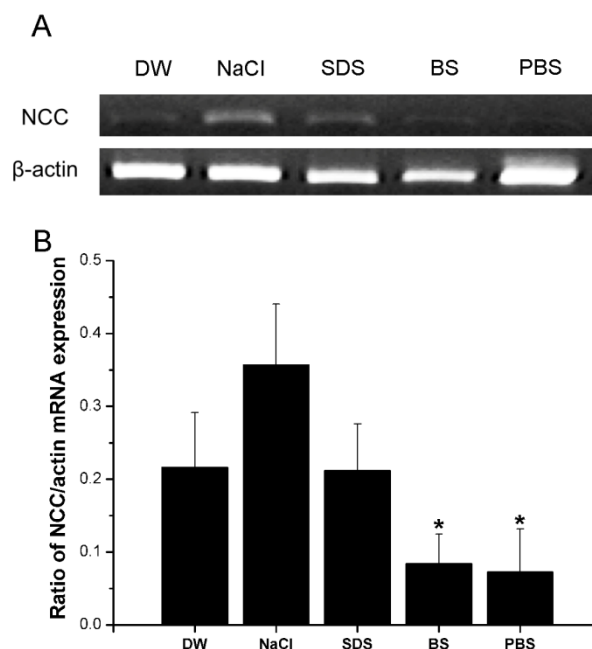 A
DW NaCl SDS BS PBS
NCC
β-actin
B
Ratio of NCC/actin mRNA expression
0.5
0.4
0.3
0.2
0.1
0.0
* *
DW NaCl SDS BS PBS